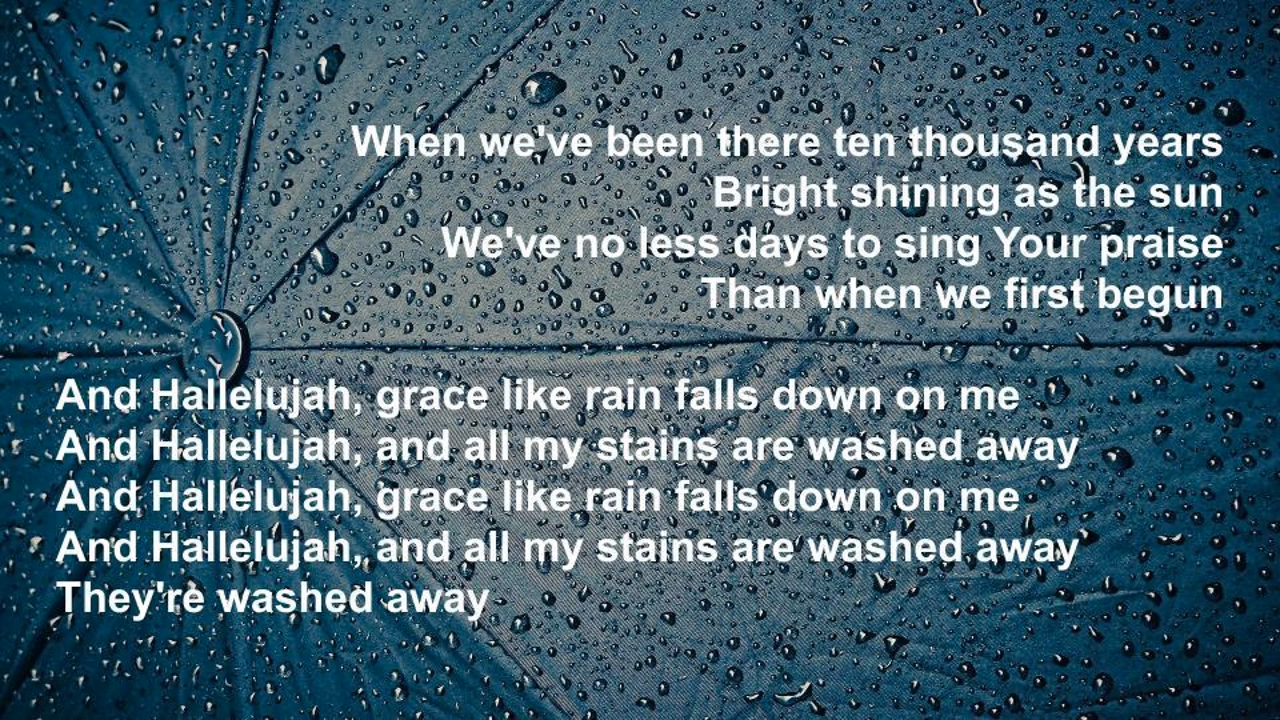 When we've been there ten thousand years
Bright shining as the sun
We've no less days to sing Your praise
Than when we first begun
And Hallelujah, grace like rain falls down on me
And Hallelujah, and all my stains are washed away
And Hallelujah, grace like rain falls down on me
And Hallelujah, and all my stains are washed away
They're washed away